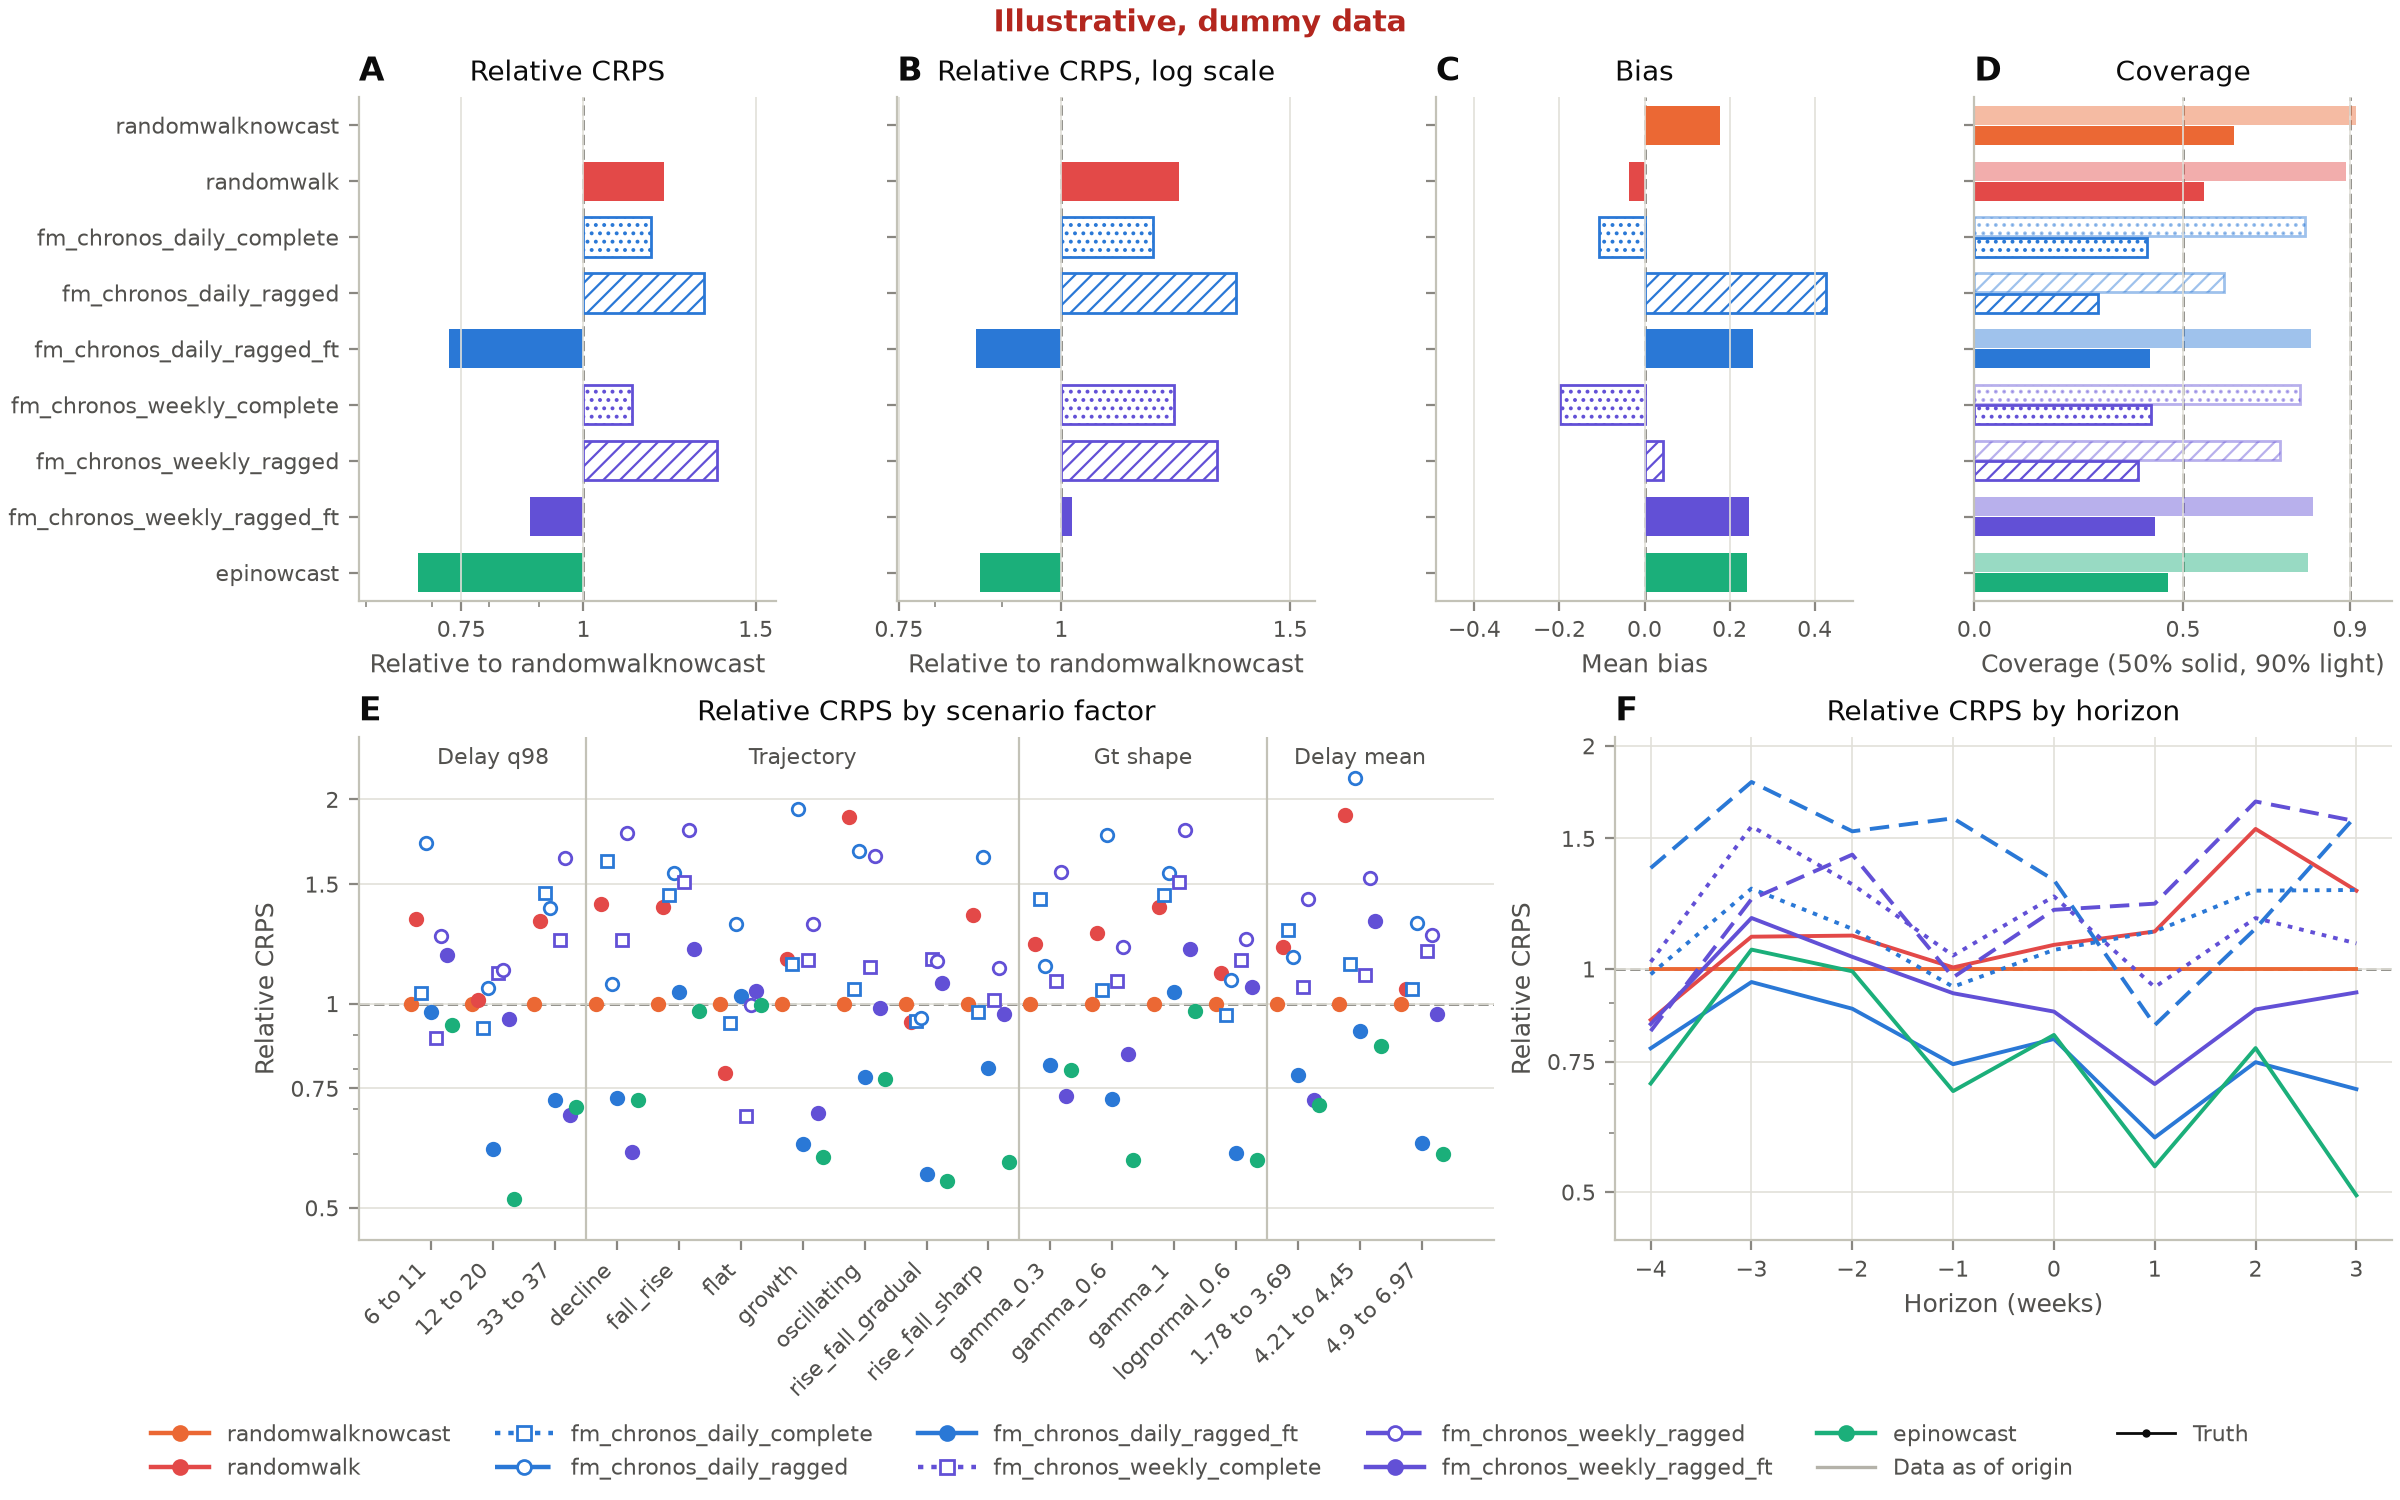 Illustrative, dummy data
A Relative CRPS
B Relative CRPS, log scale
C Bias
D Coverage
randomwalknowcast
randomwalk
fm_chronos_daily_complete
fm_chronos_daily_ragged
fm_chronos_daily_ragged_ft
fm_chronos_weekly_complete
fm_chronos_weekly_ragged
fm_chronos_weekly_ragged_ft
epinowcast
0.75 1 1.5
Relative to randomwalknowcast
0.75 1 1.5
Relative to randomwalknowcast
−0.4 −0.2 0.0 0.2 0.4
Mean bias
0.0 0.5 0.9
Coverage (50% solid, 90% light)
E Relative CRPS by scenario factor
Delay q98 Trajectory Gt shape Delay mean
2
1.5
1
0.75
0.5
Relative CRPS
6 to 11
12 to 20
33 to 37
decline
fall_rise
flat
growth
oscillating
rise_fall_gradual
rise_fall_sharp
gamma_0.3
gamma_0.6
gamma_1
lognormal_0.6
1.78 to 3.69
4.21 to 4.45
4.9 to 6.97
F Relative CRPS by horizon
2
1.5
1
0.75
0.5
Relative CRPS
−4 −3 −2 −1 0 1 2 3
Horizon (weeks)
randomwalknowcast
randomwalk
fm_chronos_daily_complete
fm_chronos_daily_ragged
fm_chronos_daily_ragged_ft
fm_chronos_weekly_complete
fm_chronos_weekly_ragged
fm_chronos_weekly_ragged_ft
epinowcast
Data as of origin
Truth